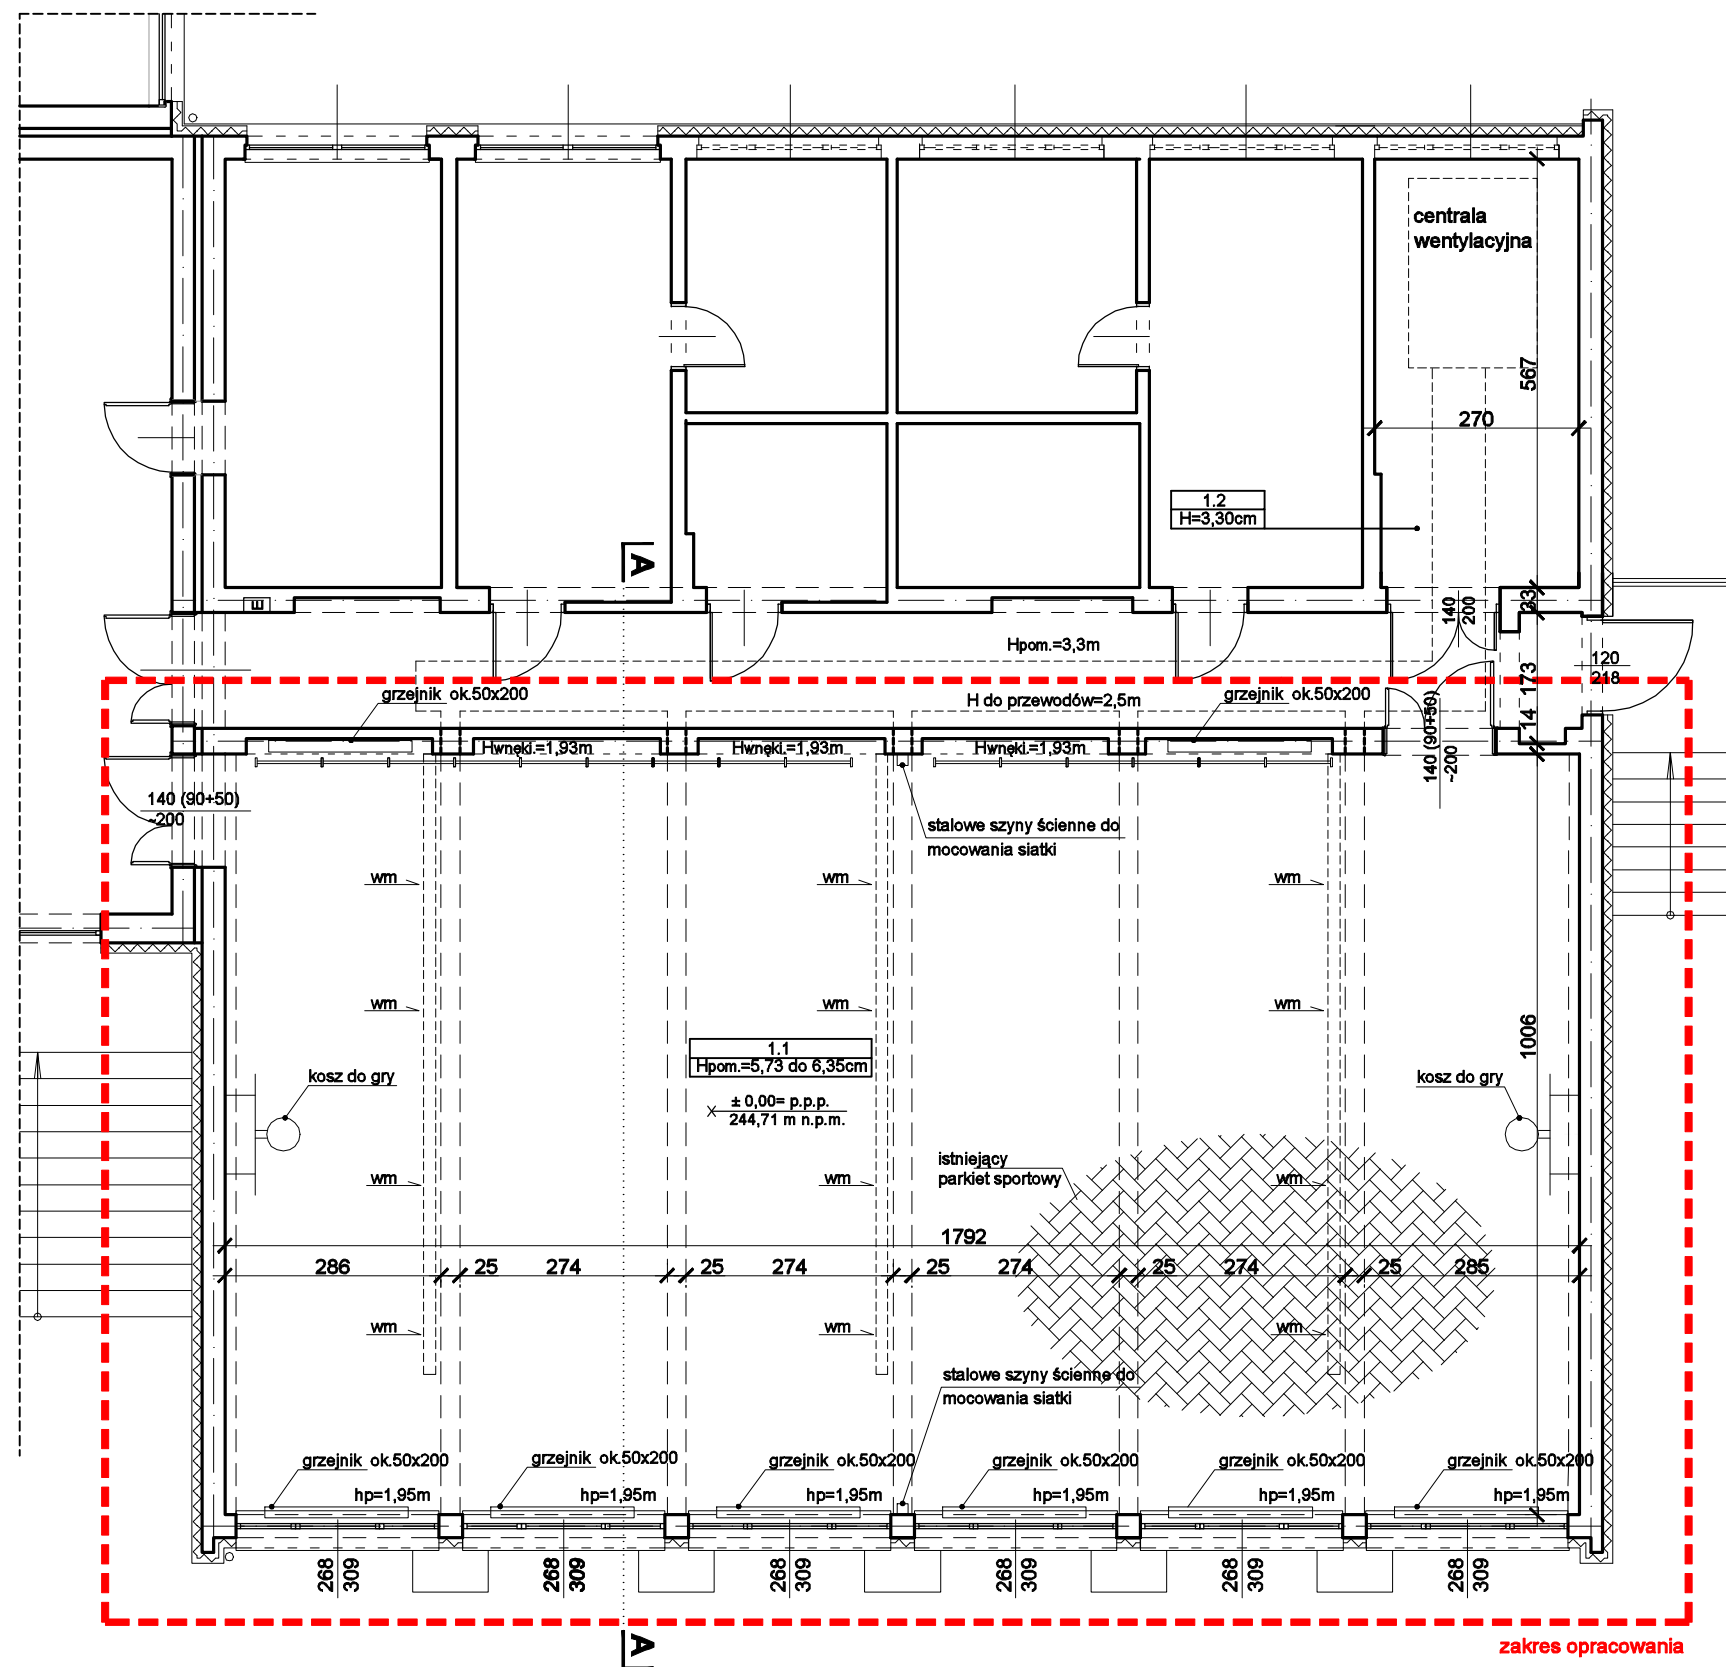 centrala
wentylacyjna
567
270
1.2
H=3,30cm
A
E
140
200
33
Hpom.=3,3m
120
218
173
grzejnik ok.50x200
H do przewodów=2,5m
grzejnik ok.50x200
14
140 (90+50)
~200
Hwnęki.=1,93m
Hwnęki.=1,93m
Hwnęki.=1,93m
140 (90+50)
~200
stalowe szyny ścienne do
mocowania siatki
wm
wm
wm
wm
wm
wm
1006
1.1
Hpom.=5,73 do 6,35cm
kosz do gry
kosz do gry
± 0,00= p.p.p.
244,71 m n.p.m.
istniejący
parkiet sportowy
wm
wm
wm
1792
286 25 274 25 274 25 274 25 274 25 285
wm
wm
wm
stalowe szyny ścienne do
mocowania siatki
grzejnik ok.50x200
grzejnik ok.50x200
grzejnik ok.50x200
grzejnik ok.50x200
grzejnik ok.50x200
grzejnik ok.50x200
hp=1,95m
hp=1,95m
hp=1,95m
hp=1,95m
hp=1,95m
hp=1,95m
268
309
268
309
268
309
268
309
268
309
268
309
A
zakres opracowania